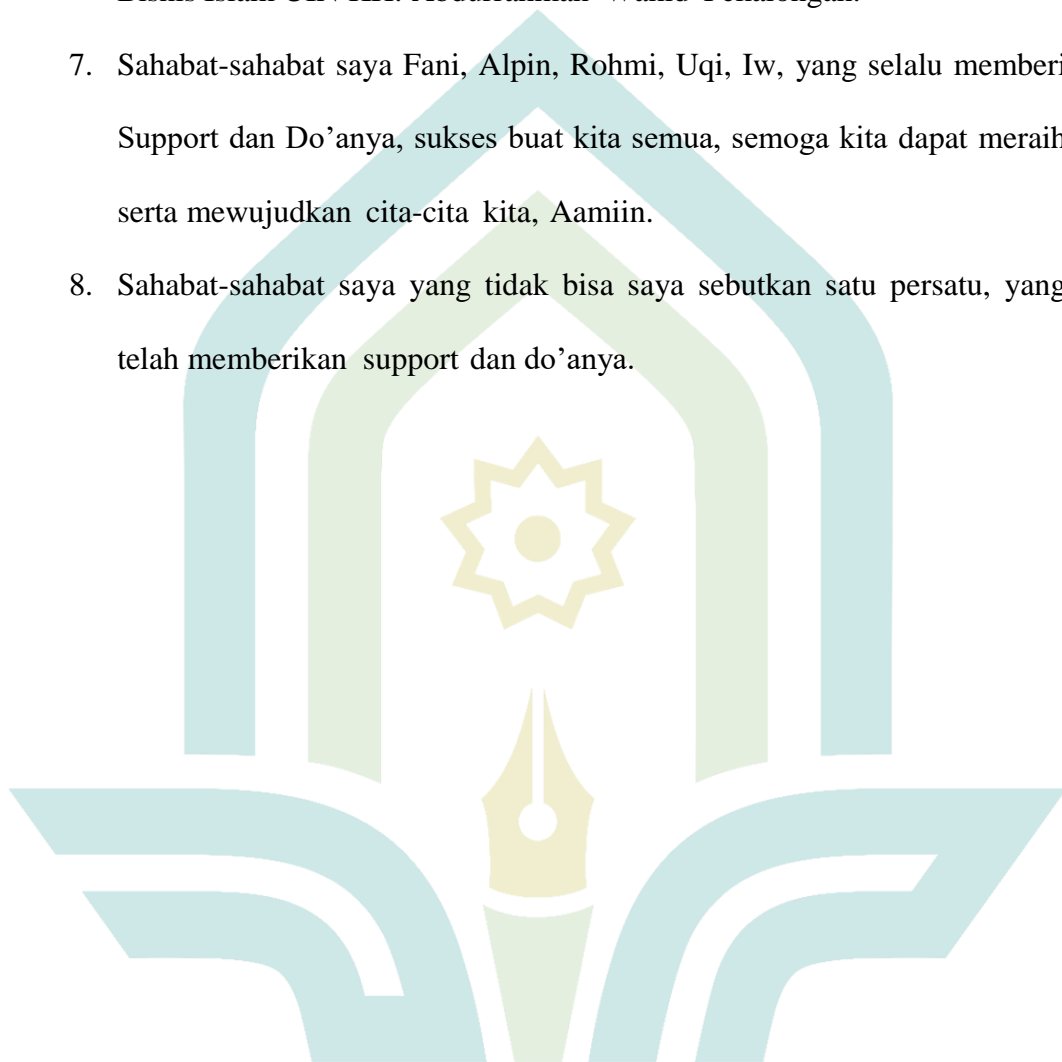 7. Sahabat-sahabat saya Fani, Alpin, Rohmi, Uqi, Iw, yang selalu memberi
Support dan Do’anya, sukses buat kita semua, semoga kita dapat meraih
serta mewujudkan cita-cita kita, Aamiin.
8. Sahabat-sahabat saya yang tidak bisa saya sebutkan satu persatu, yang
telah memberikan support dan do’anya.